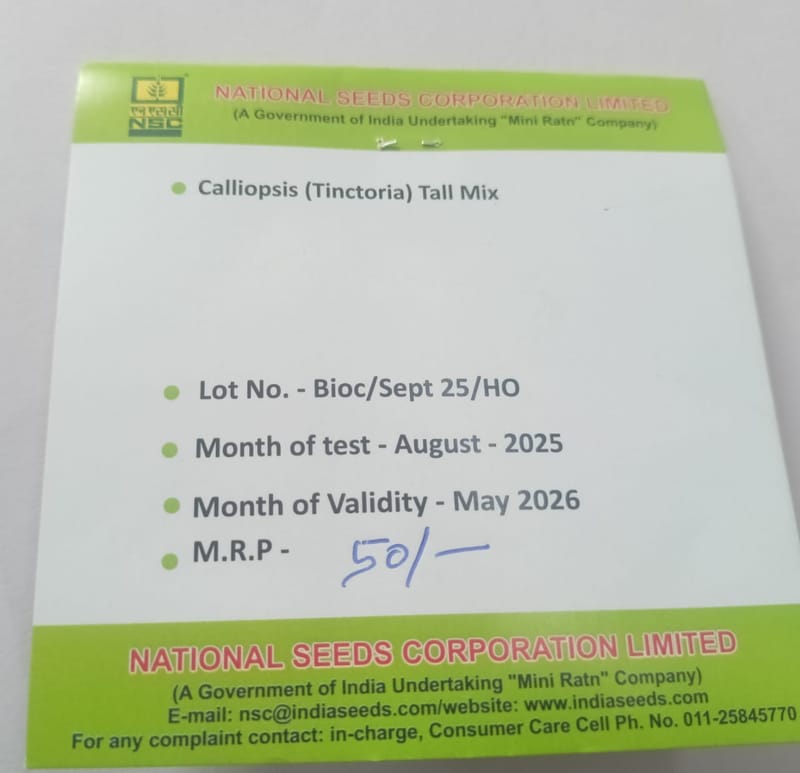 एन एस सी
NSC
NATIONAL SEEDS CORPORATION LIMITED
(A Government of India Undertaking "Mini Ratn" Company)
Calliopsis (Tinctoria) Tall Mix
Lot No. - Bioc/Sept 25/HO
Month of test - August - 2025
Month of Validity - May 2026
M.R.P - 50/-
NATIONAL SEEDS CORPORATION LIMITED
(A Government of India Undertaking "Mini Ratn" Company)
E-mail: nsc@indiaseeds.com/website: www.indiaseeds.com
For any complaint contact: in-charge, Consumer Care Cell Ph. No. 011-25845770